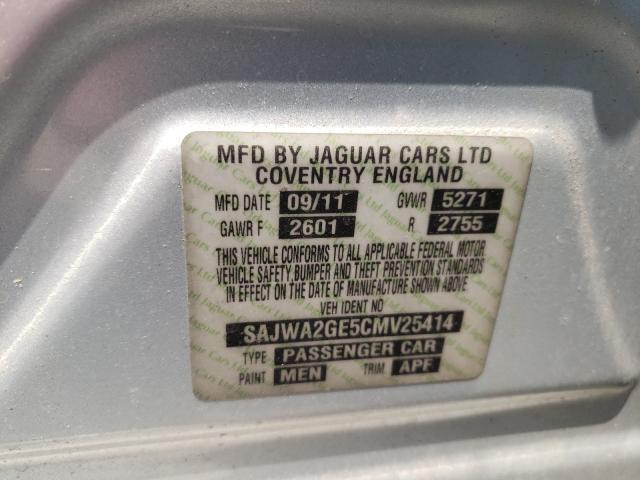 MFD BY JAGUAR CARS LTD
COVENTRY ENGLAND
MFD DATE 09/11 GVWR 5271
GAWR F 2601 R 2755
THIS VEHICLE CONFORMS TO ALL APPLICABLE FEDERAL MOTOR
VEHICLE SAFETY,BUMPER AND THEFT PREVENTION STANDARDS
IN EFFECT ON THE DATE OF MANUFACTURE SHOWN ABOVE
VEH IDENT NO
SAJWA2GE5CMV25414
TYPE PASSENGER CAR
PAINT MEN TRIM APF